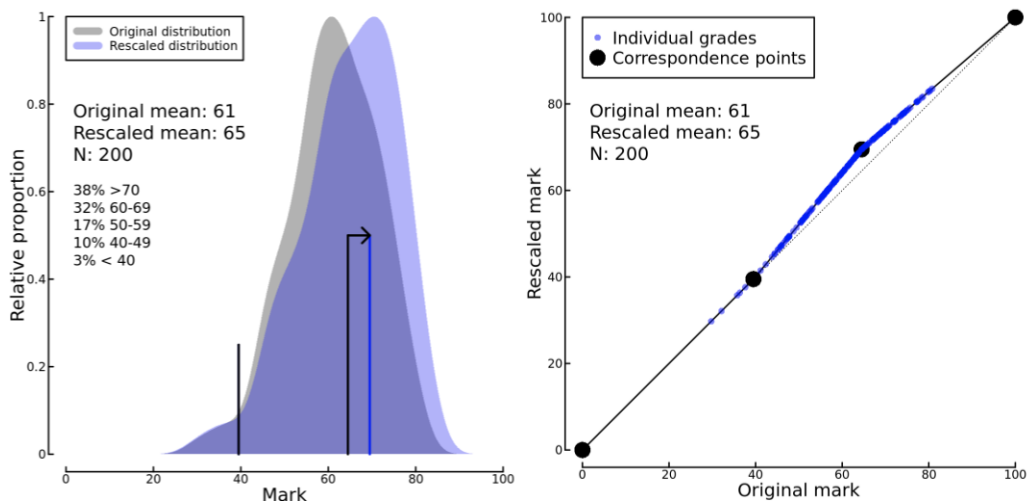 Original distribution
Rescaled distribution
Original mean: 61
Rescaled mean: 65
N: 200
38% >70
32% 60-69
17% 50-59
10% 40-49
3% < 40
Relative proportion
1
0.8
0.6
0.4
0.2
0
0
20
40
60
80
100
Mark
Individual grades
Correspondence points
Original mean: 61
Rescaled mean: 65
N: 200
Rescaled mark
100
80
60
40
20
0
0
20
40
60
80
100
Original mark